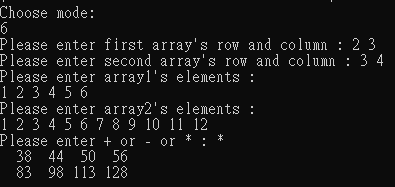 Choose mode:
6
Please enter first array's row and column : 2 3
Please enter second array's row and column : 3 4
Please enter array1's elements :
1 2 3 4 5 6
Please enter array2's elements :
1 2 3 4 5 6 7 8 9 10 11 12
Please enter + or - or * : *
38 44 50 56
83 98 113 128